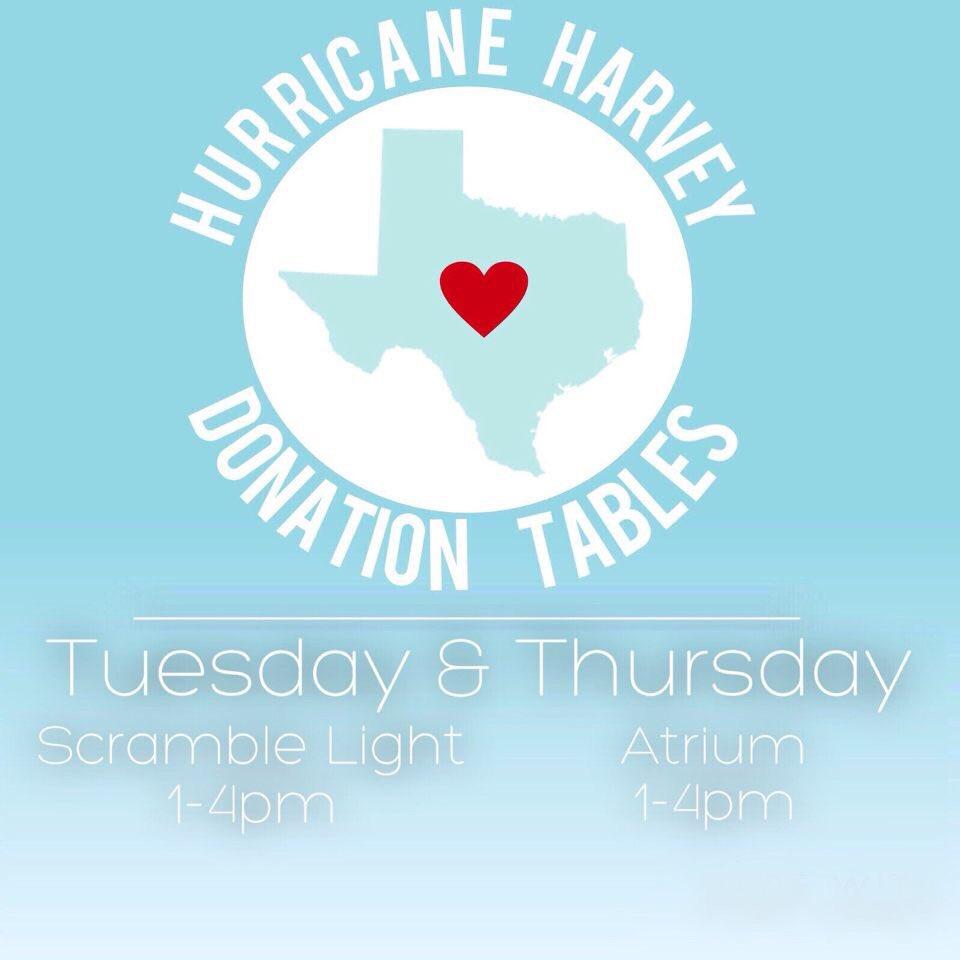 HURRICANE HARVEY
DONATION TABLES
Tuesday & Thursday
Scramble Light
1-4pm
Atrium
1-4pm